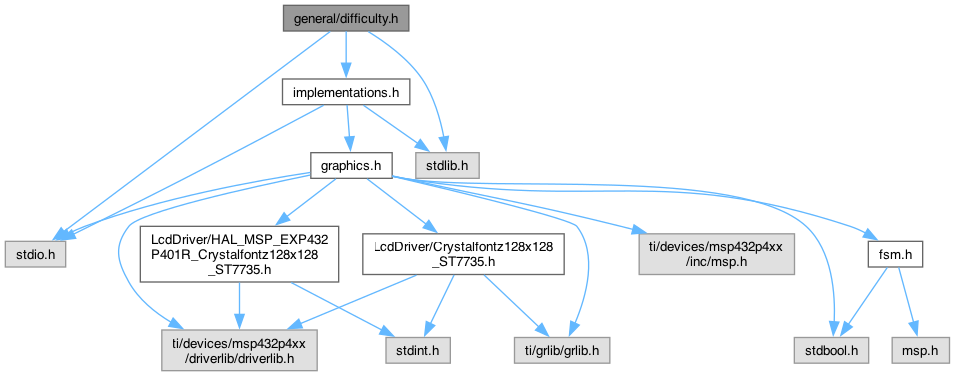 general/difficulty.h
implementations.h
graphics.h
stdlib.h
stdio.h
LcdDriver/HAL_MSP_EXP432
P401R_Crystalfontz128x128
_ST7735.h
LcdDriver/Crystalfontz128x128
_ST7735.h
ti/devices/msp432p4xx
/inc/msp.h
fsm.h
ti/devices/msp432p4xx
/driverlib/driverlib.h
stdint.h
ti/grlib/grlib.h
stdbool.h
msp.h